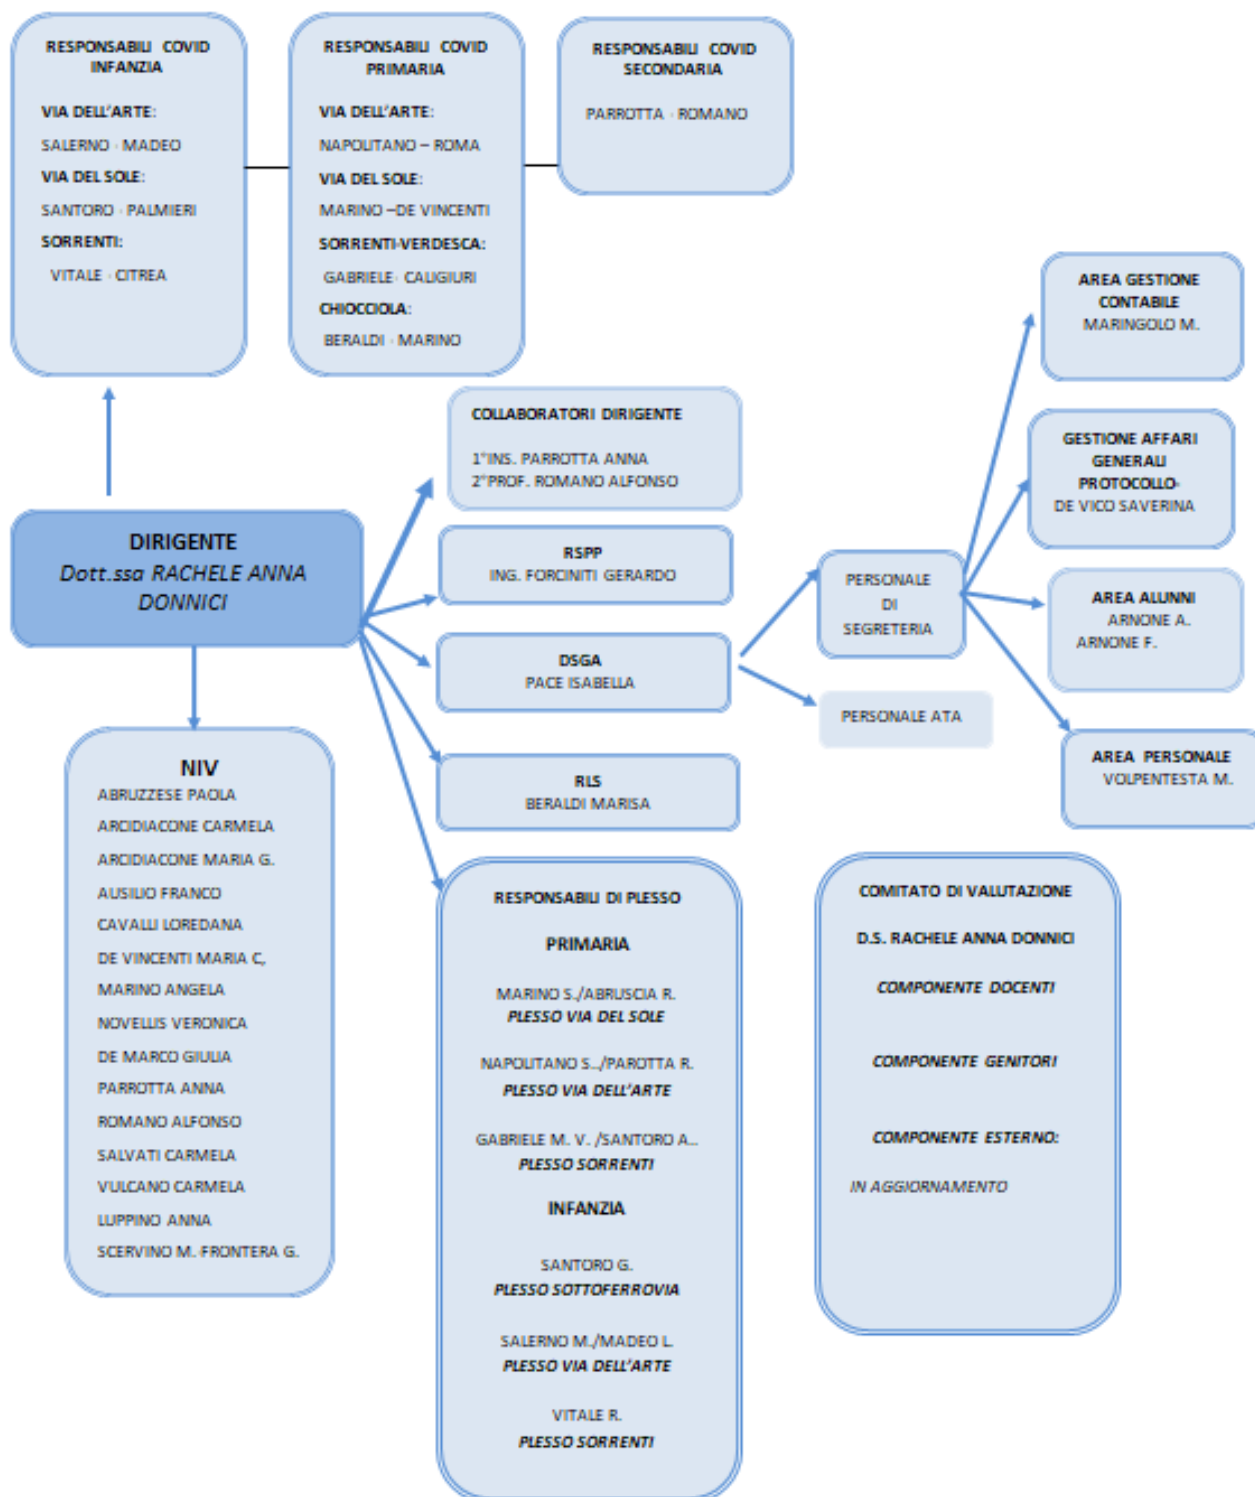 RESPONSABILI COVID
INFANZIA
VIA DELL'ARTE:
SALERNO - MADEO
VIA DEL SOLE:
SANTORO - PALMIERI
SORRENTI:
VITALE - CITREA
RESPONSABILI COVID
PRIMARIA
VIA DELL'ARTE:
NAPOLITANO – ROMA
VIA DEL SOLE:
MARINO –DE VINCENTI
SORRENTI-VERDESCA:
GABRIELE- CALIGIURI
CHIOCCIOLA:
BERALDI - MARINO
RESPONSABILI COVID
SECONDARIA
PARROTTA - ROMANO
AREA GESTIONE
CONTABILE
MARINGOLO M.
COLLABORATORI DIRIGENTE
1°INS. PARROTTA ANNA
2°PROF. ROMANO ALFONSO
GESTIONE AFFARI
GENERALI
PROTOCOLLO-
DE VICO SAVERINA
DIRIGENTE
Dott.ssa RACHELE ANNA
DONNICI
RSPP
ING. FORCINITI GERARDO
PERSONALE
DI
SEGRETERIA
AREA ALUNNI
ARNONE A.
ARNONE F.
DSGA
PACE ISABELLA
PERSONALE ATA
AREA PERSONALE
VOLPENTESTA M.
RLS
BERALDI MARISA
NIV
ABRUZZESE PAOLA
ARCIDIACONE CARMELA
ARCIDIACONE MARIA G.
AUSILIO FRANCO
CAVALLI LOREDANA
DE VINCENTI MARIA C,
MARINO ANGELA
NOVELLIS VERONICA
DE MARCO GIULIA
PARROTTA ANNA
ROMANO ALFONSO
SALVATI CARMELA
VULCANO CARMELA
LUPPINO ANNA
SCERVINO M.-FRONTERA G.
RESPONSABILI DI PLESSO
PRIMARIA
MARINO S./ABRUSCIA R.
PLESSO VIA DEL SOLE
NAPOLITANO S../PAROTTA R.
PLESSO VIA DELL'ARTE
GABRIELE M. V. /SANTORO A..
PLESSO SORRENTI
INFANZIA
SANTORO G.
PLESSO SOTTOFERROVIA
SALERNO M./MADEO L.
PLESSO VIA DELL'ARTE
VITALE R.
PLESSO SORRENTI
COMITATO DI VALUTAZIONE
D.S. RACHELE ANNA DONNICI
COMPONENTE DOCENTI
COMPONENTE GENITORI
COMPONENTE ESTERNO:
IN AGGIORNAMENTO